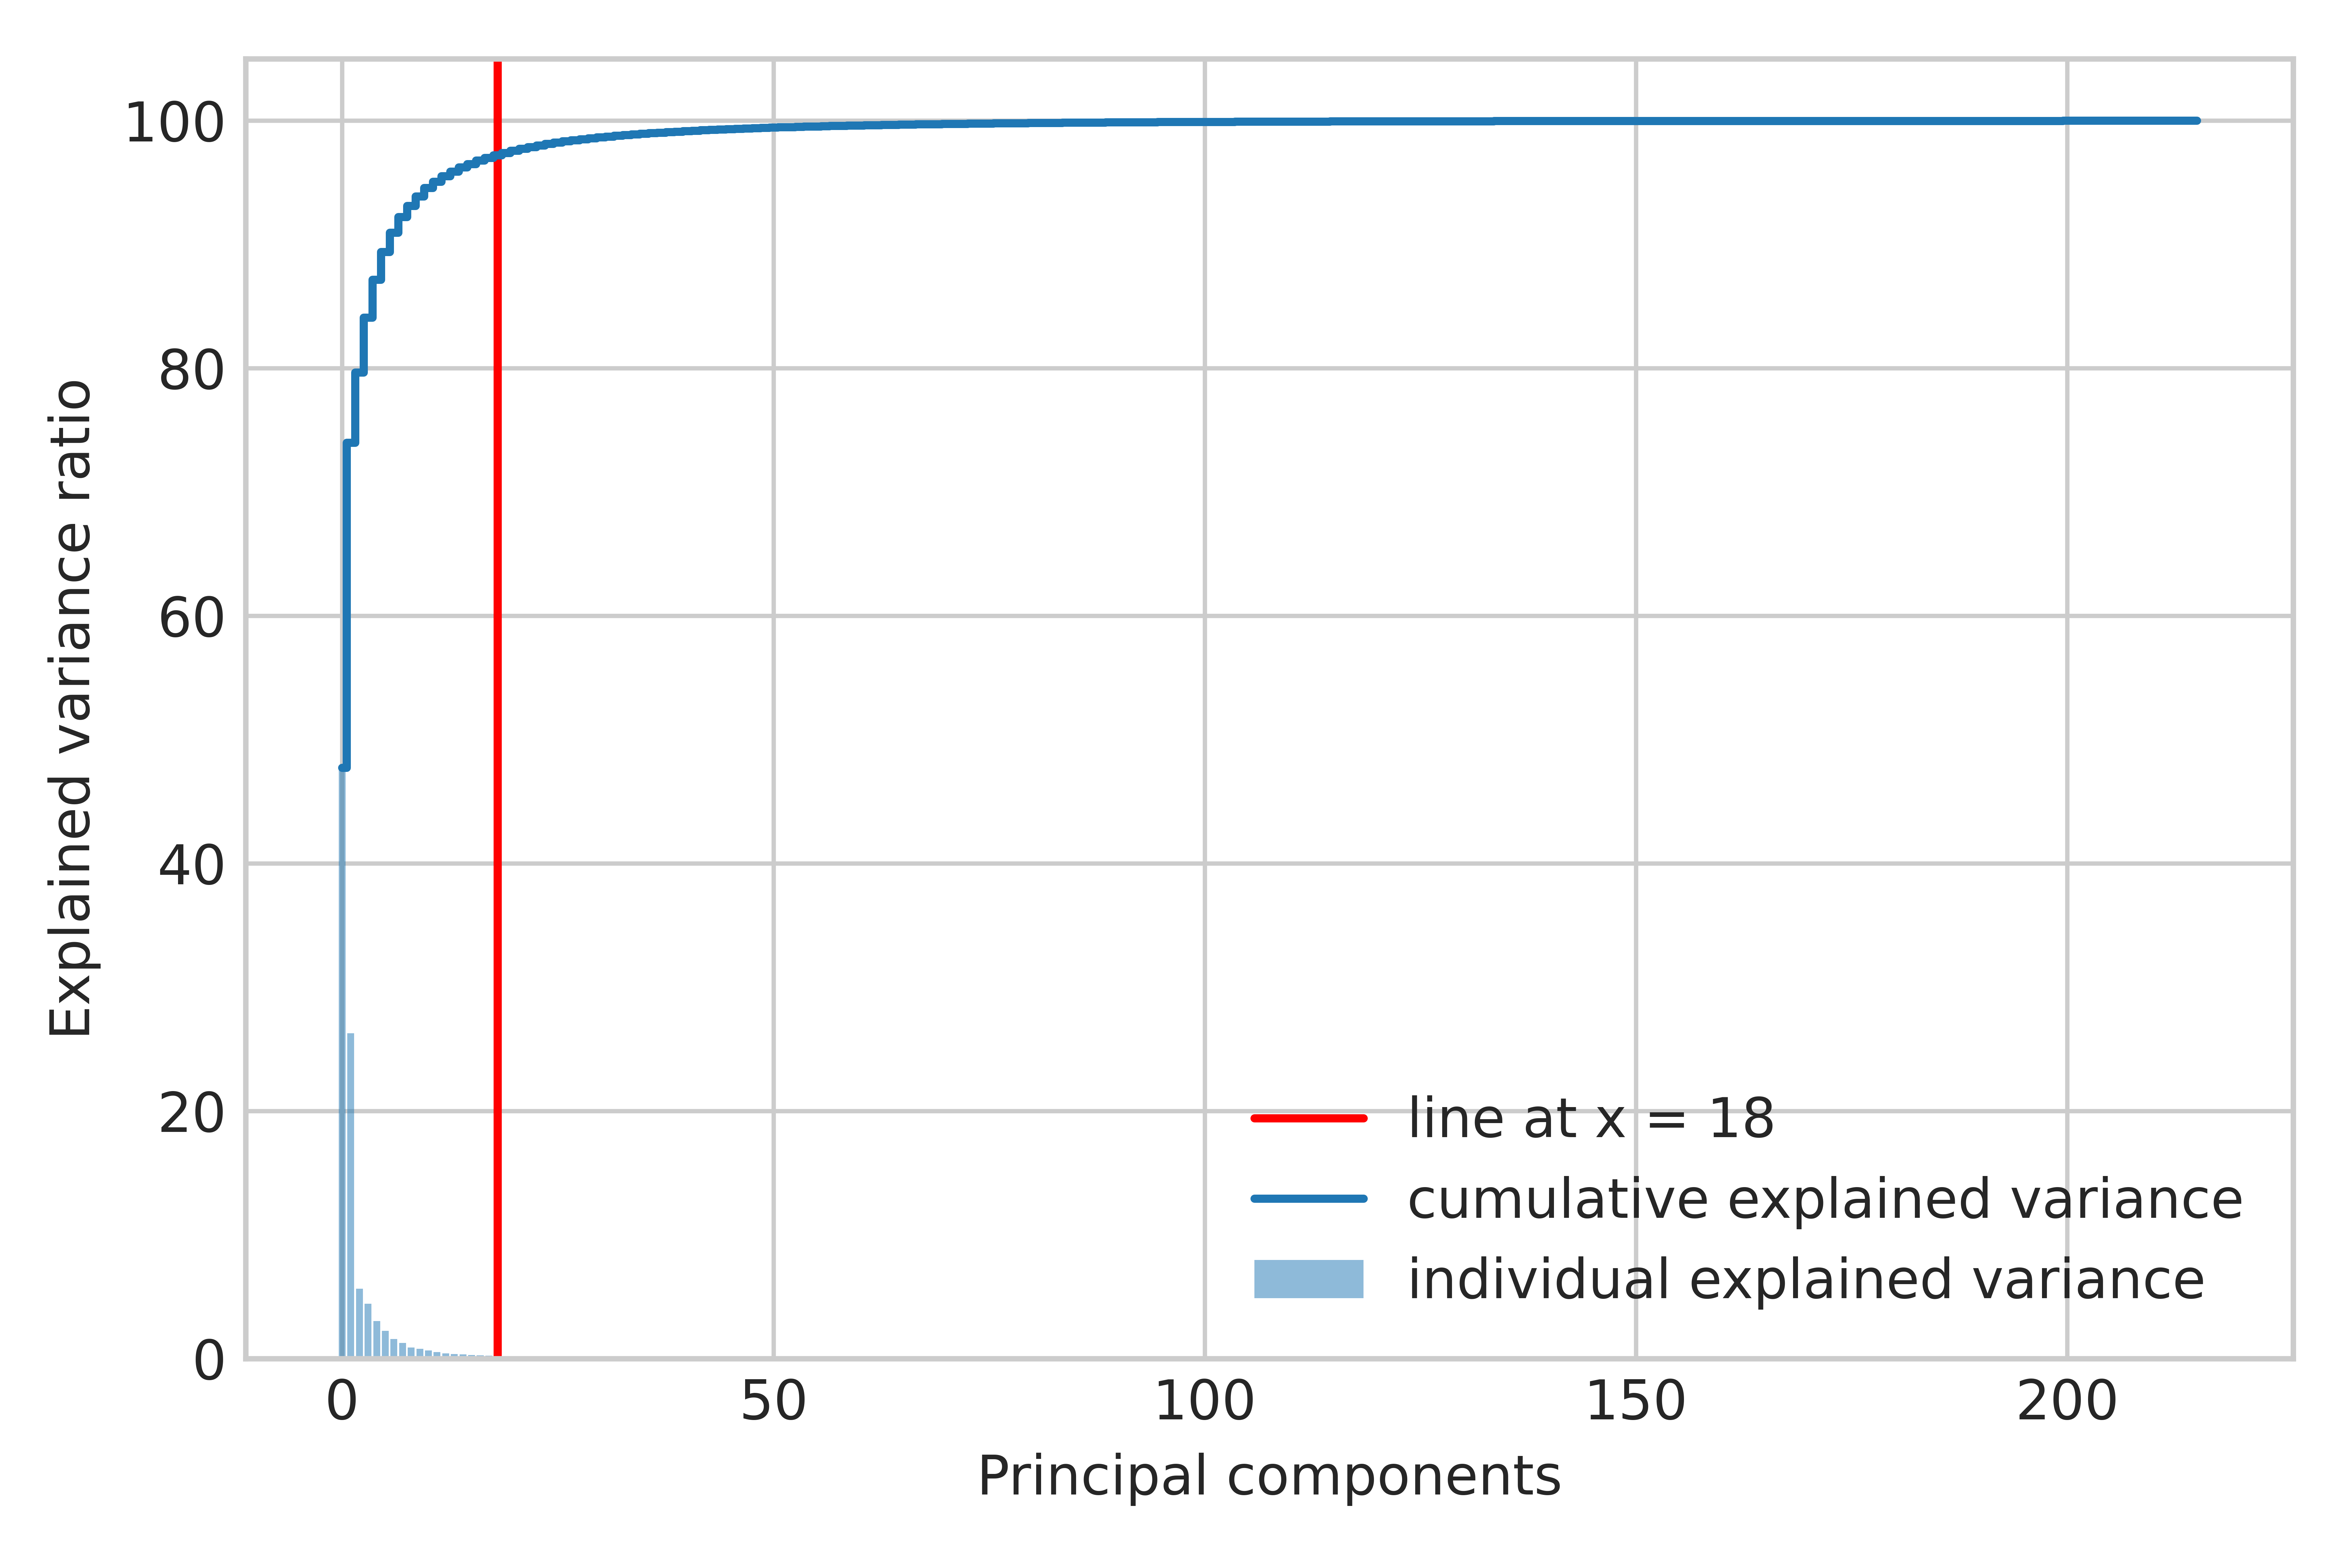 Explained variance ratio
100
80
60
40
20
0
0 50 100 150 200
Principal components
line at x = 18
cumulative explained variance
individual explained variance